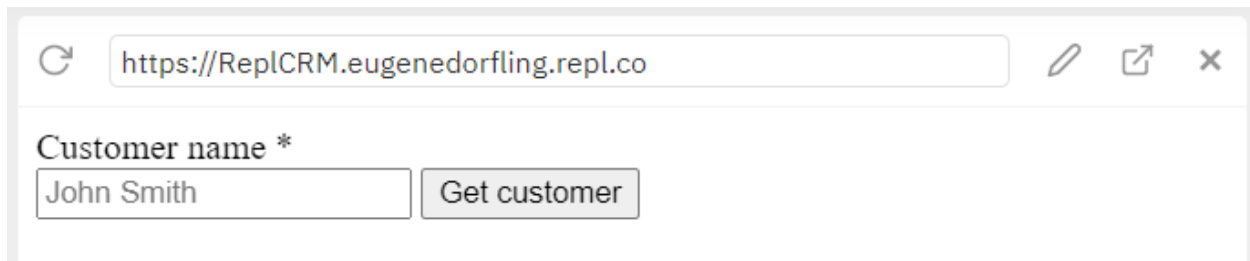 https://ReplCRM.eugenedorfling.repl.co
Customer name *
John Smith Get customer